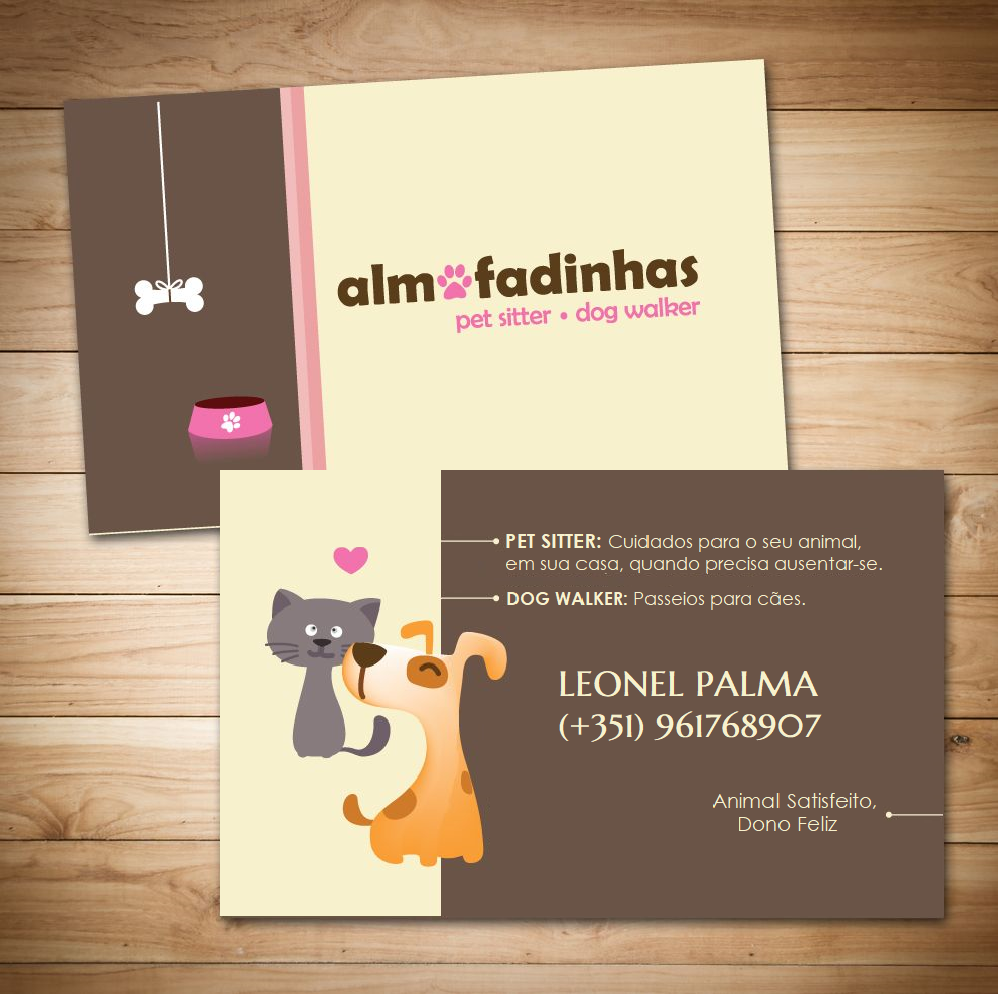 almofadinhas
pet sitter • dog walker
PET SITTER: Cuidados para o seu animal,
em sua casa, quando precisa ausentar-se.
DOG WALKER: Passeios para cães.
LEONEL PALMA
(+351) 961768907
Animal Satisfeito,
Dono Feliz